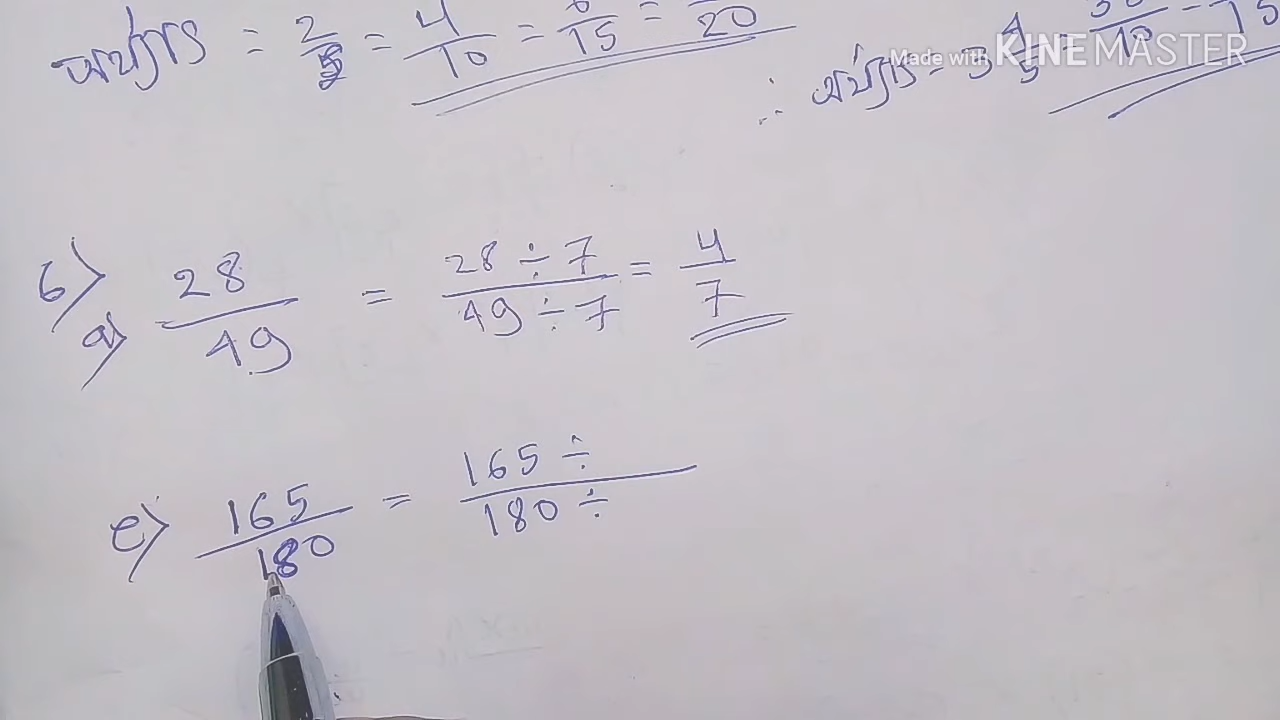 = 2/5 = 4/10 = 6/15 = /20
Made with KINEMASTER
6)
a) 28/49 = 28 ÷ 7/49 ÷ 7 = 4/7
e) 165/180 = 165 ÷/180 ÷